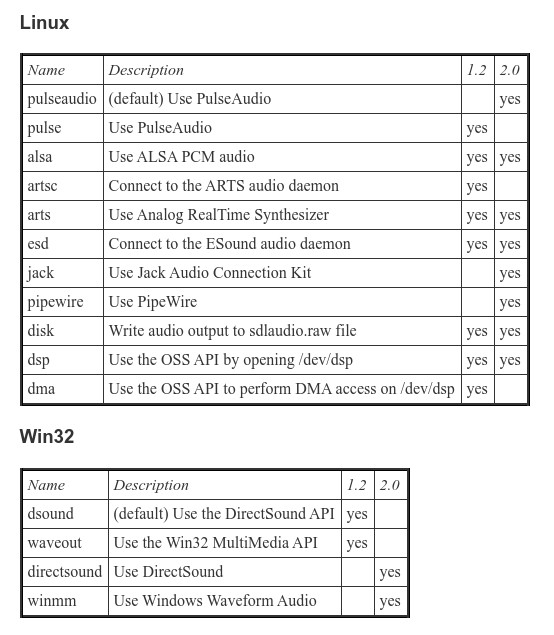 Linux
Name Description 1.2 2.0
pulseaudio (default) Use PulseAudio yes
pulse Use PulseAudio yes
alsa Use ALSA PCM audio yes yes
artsc Connect to the ARTS audio daemon yes
arts Use Analog RealTime Synthesizer yes yes
esd Connect to the ESound audio daemon yes yes
jack Use Jack Audio Connection Kit yes
pipewire Use PipeWire yes
disk Write audio output to sdlaudio.raw file yes yes
dsp Use the OSS API by opening /dev/dsp yes yes
dma Use the OSS API to perform DMA access on /dev/dsp yes
Win32
Name Description 1.2 2.0
dsound (default) Use the DirectSound API yes
waveout Use the Win32 MultiMedia API yes
directsound Use DirectSound yes
winmm Use Windows Waveform Audio yes